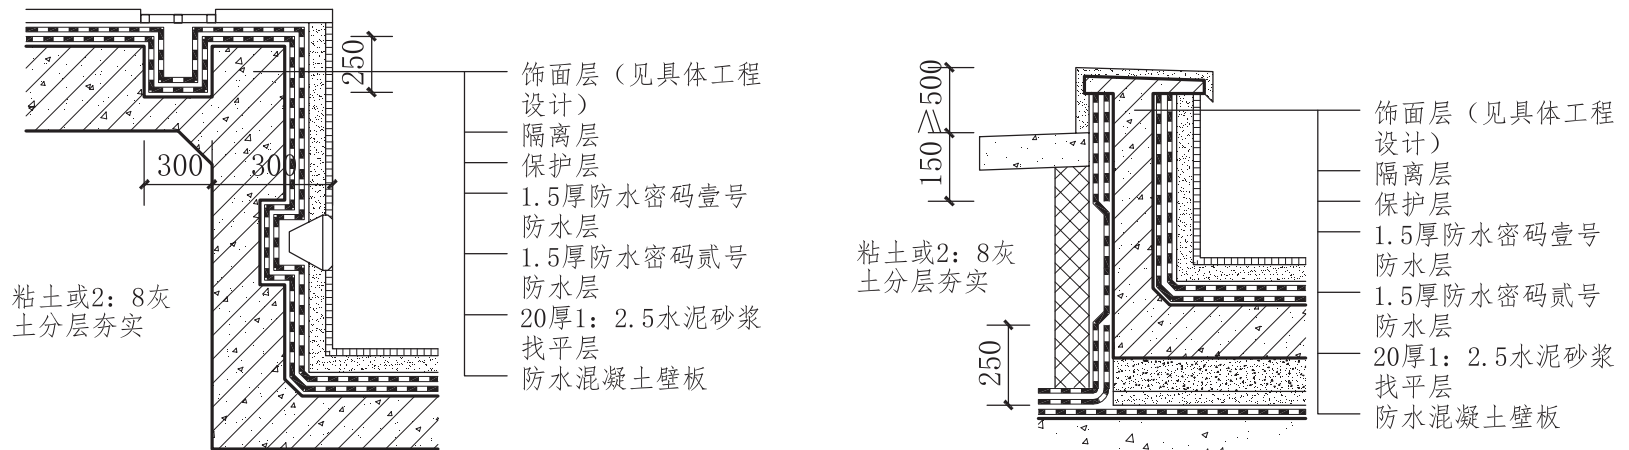 250
饰面层（见具体工程
设计）
隔离层
保护层
1.5厚防水密码壹号
防水层
1.5厚防水密码贰号
防水层
20厚1：2.5水泥砂浆
找平层
防水混凝土壁板
300
300
粘土或2：8灰
土分层夯实
≥500
150
250
粘土或2：8灰
土分层夯实
饰面层（见具体工程
设计）
隔离层
保护层
1.5厚防水密码壹号
防水层
1.5厚防水密码贰号
防水层
20厚1：2.5水泥砂浆
找平层
防水混凝土壁板